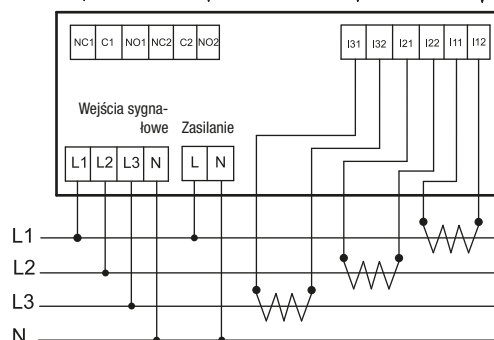 NC1 C1 NO1 NC2 C2 NO2
I31 I32 I21 I22 I11 I12
Wejścia sygna-
łowe
Zasilanie
L1 L2 L3 N
L N
L1
L2
L3
N